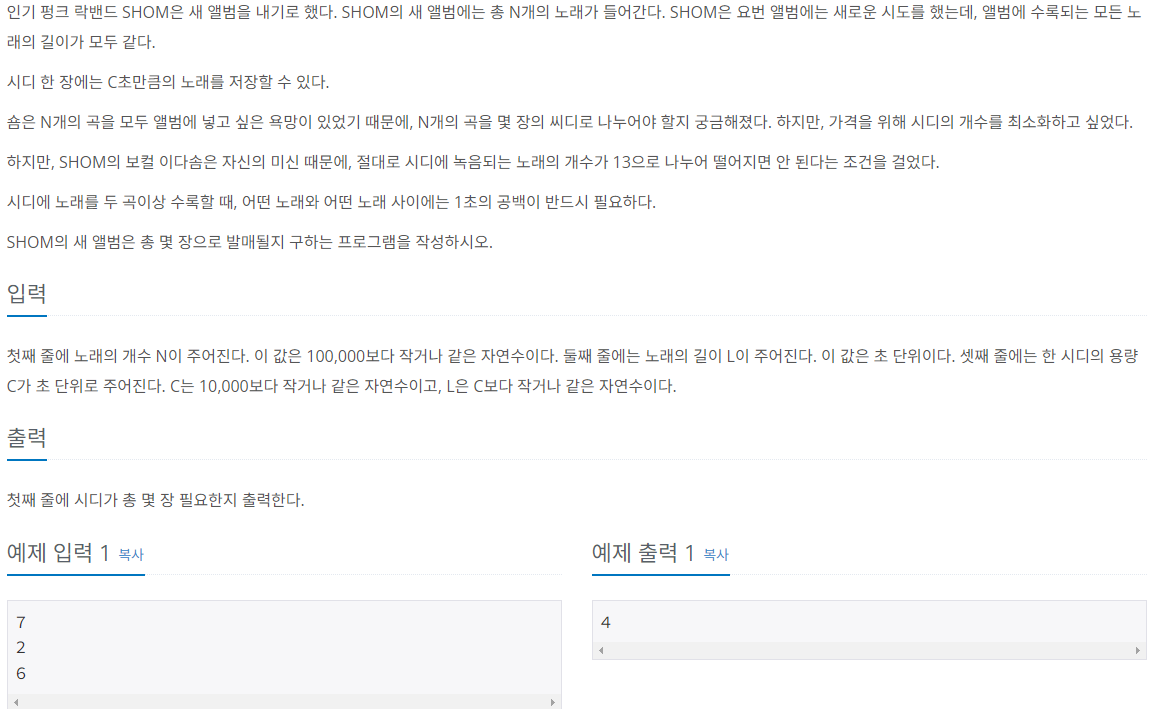 인기 펑크 락밴드 SHOM은 새 앨범을 내기로 했다. SHOM의 새 앨범에는 총 N개의 노래가 들어간다. SHOM은 요번 앨범에는 새로운 시도를 했는데, 앨범에 수록되는 모든 노
래의 길이가 모두 같다.
시디 한 장에는 C초만큼의 노래를 저장할 수 있다.
숌은 N개의 곡을 모두 앨범에 넣고 싶은 욕망이 있었기 때문에, N개의 곡을 몇 장의 씨디로 나누어야 할지 궁금해졌다. 하지만, 가격을 위해 시디의 개수를 최소화하고 싶었다.
하지만, SHOM의 보컬 이다솜은 자신의 미신 때문에, 절대로 시디에 녹음되는 노래의 개수가 13으로 나누어 떨어지면 안 된다는 조건을 걸었다.
시디에 노래를 두 곡이상 수록할 때, 어떤 노래와 어떤 노래 사이에는 1초의 공백이 반드시 필요하다.
SHOM의 새 앨범은 총 몇 장으로 발매될지 구하는 프로그램을 작성하시오.
입력
첫째 줄에 노래의 개수 N이 주어진다. 이 값은 100,000보다 작거나 같은 자연수이다. 둘째 줄에는 노래의 길이 L이 주어진다. 이 값은 초 단위이다. 셋째 줄에는 한 시디의 용량
C가 초 단위로 주어진다. C는 10,000보다 작거나 같은 자연수이고, L은 C보다 작거나 같은 자연수이다.
출력
첫째 줄에 시디가 총 몇 장 필요한지 출력한다.
예제 입력 1 복사
7
2
6
예제 출력 1 복사
4